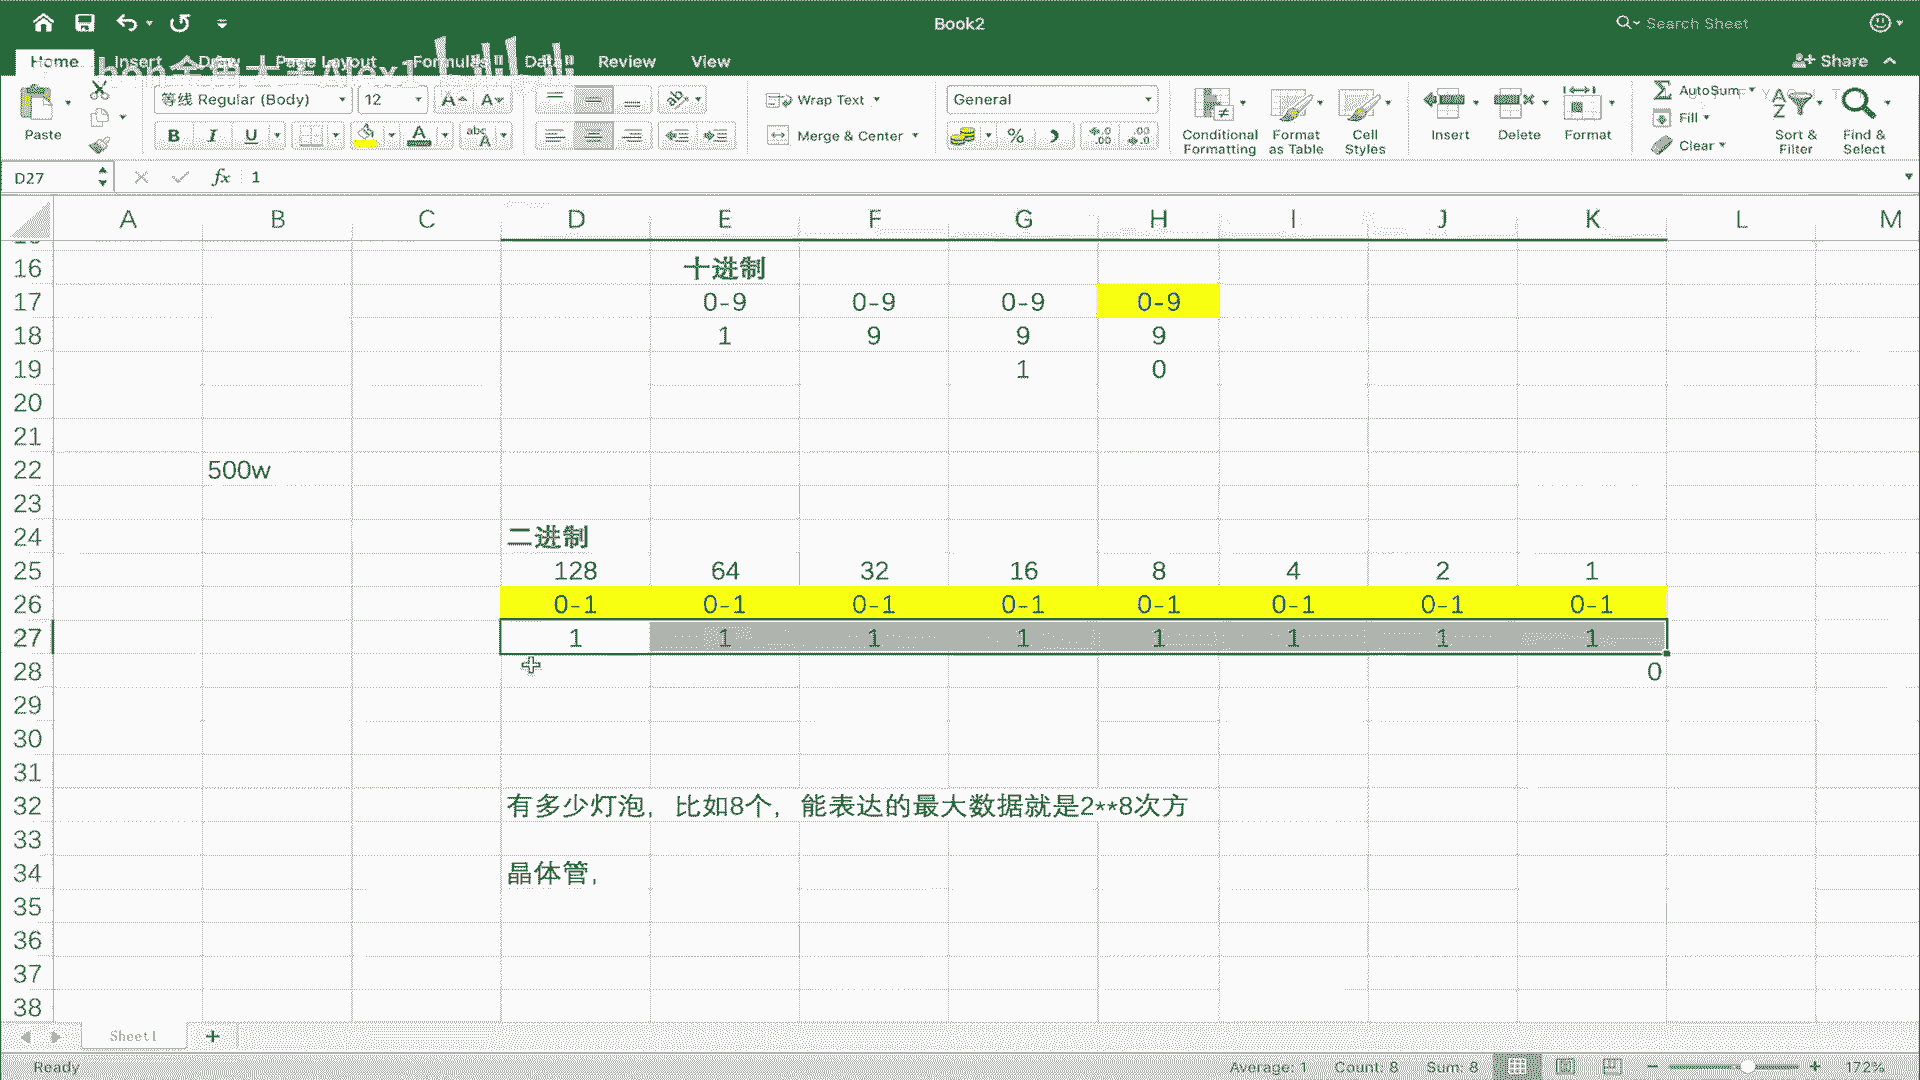 Book2
Search Sheet
Home Insert Draw Page Layout Formulas Data Review View
Share
Paste
等线 Regular (Body) 12
Wrap Text
General
AutoSum
B I U
abc
Merge & Center
%
Conditional Formatting
Format as Table
Cell Styles
Insert
Delete
Format
Fill
Clear
Sort & Filter
Find & Select
D27 fx 1
A B C D E F G H I J K L M
16 十进制
17 0-9 0-9 0-9 0-9
18 1 9 9 9
19 1 0
20
21
22 500w
23
24 二进制
25 128 64 32 16 8 4 2 1
26 0-1 0-1 0-1 0-1 0-1 0-1 0-1 0-1
27 1 1 1 1 1 1 1 1
28 0
29
30
31
32 有多少灯泡，比如8个，能表达的最大数据就是2**8次方
33
34 晶体管，
35
36
37
38
Sheet1
Ready Average: 1 Count: 8 Sum: 8 172%